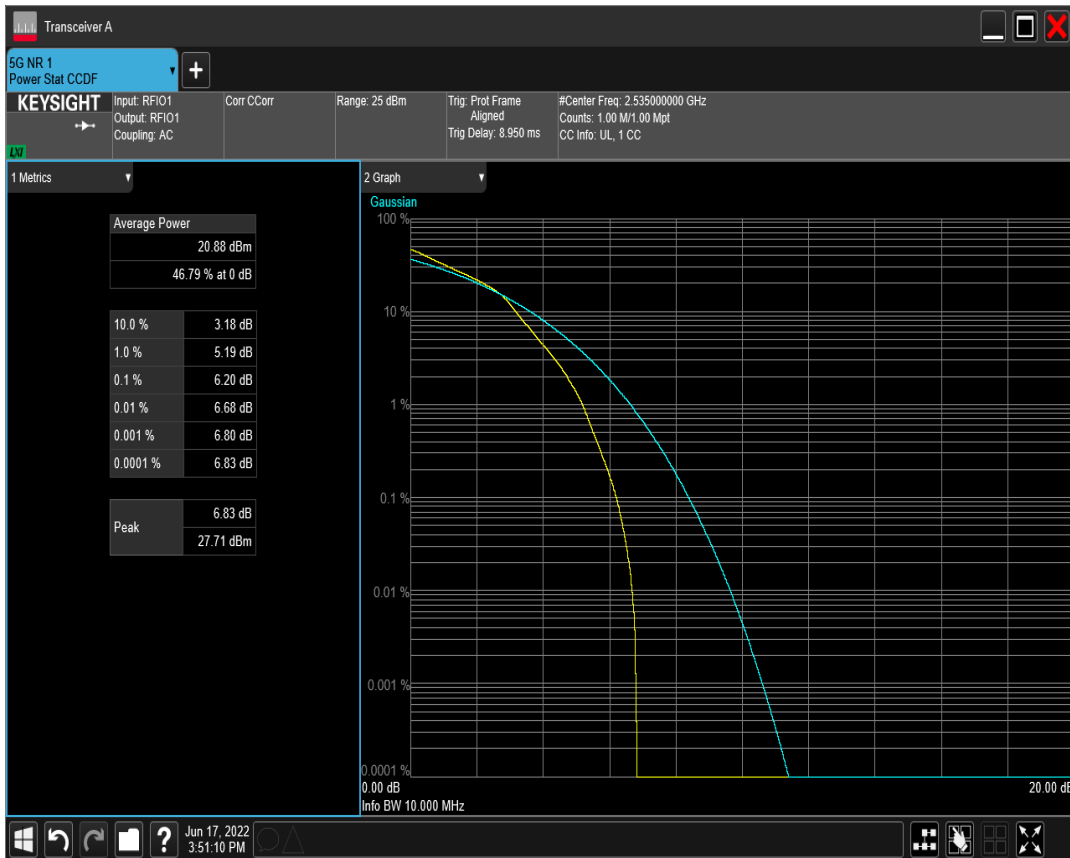 Transceiver A
5G NR 1
Power Stat CCDF
+
KEYSIGHT
LXI
Input: RFIO1
Output: RFIO1
Coupling: AC
Corr CCorr
Range: 25 dBm
Trig: Prot Frame
Aligned
Trig Delay: 8.950 ms
#Center Freq: 2.535000000 GHz
Counts: 1.00 M/1.00 Mpt
CC Info: UL, 1 CC
1 Metrics
Average Power
20.88 dBm
46.79 % at 0 dB
10.0 % 3.18 dB
1.0 % 5.19 dB
0.1 % 6.20 dB
0.01 % 6.68 dB
0.001 % 6.80 dB
0.0001 % 6.83 dB
Peak
6.83 dB
27.71 dBm
2 Graph
Gaussian
100 %
10 %
1 %
0.1 %
0.01 %
0.001 %
0.0001 %
0.00 dB 20.00 dB
Info BW 10.000 MHz
?
Jun 17, 2022
3:51:10 PM